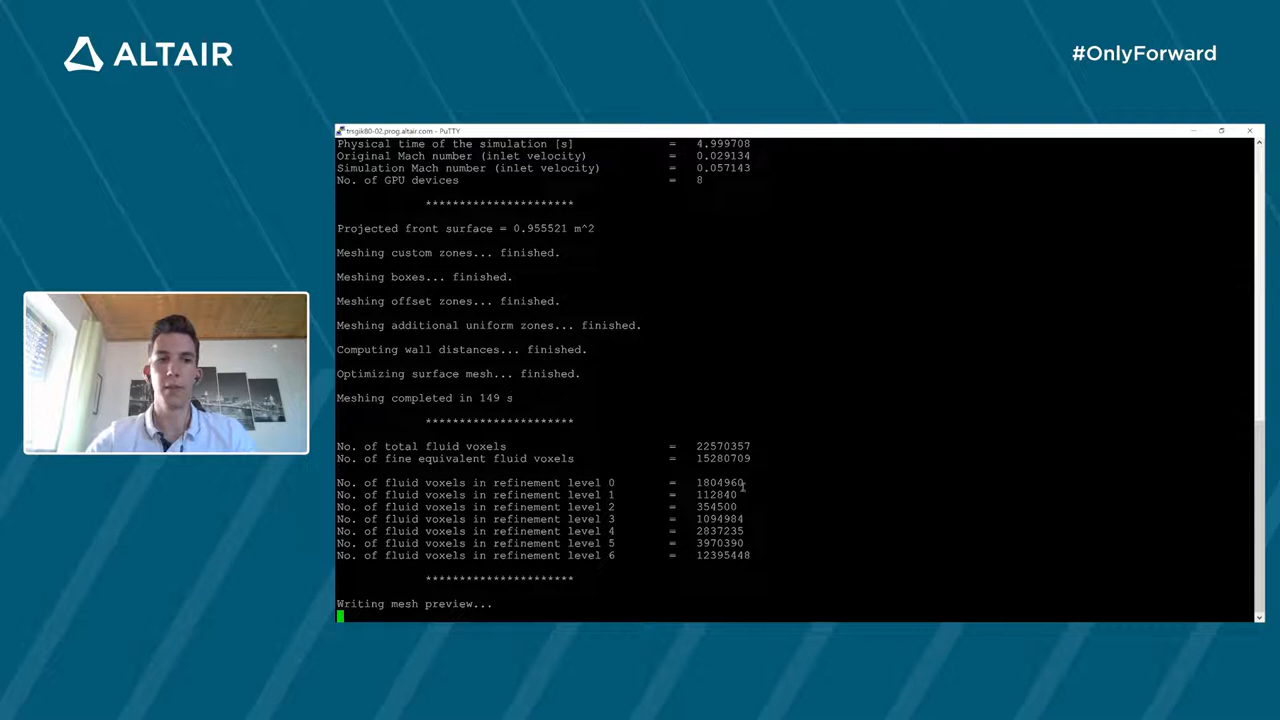 ALTAIR
#OnlyForward
trsgik80-02.prog.altair.com - PuTTY
Physical time of the simulation [s] = 4.999708
Original Mach number (inlet velocity) = 0.029134
Simulation Mach number (inlet velocity) = 0.057143
No. of GPU devices = 8
**********************
Projected front surface = 0.955521 m^2
Meshing custom zones... finished.
Meshing boxes... finished.
Meshing offset zones... finished.
Meshing additional uniform zones... finished.
Computing wall distances... finished.
Optimizing surface mesh... finished.
Meshing completed in 149 s
**********************
No. of total fluid voxels = 22570357
No. of fine equivalent fluid voxels = 15280709
No. of fluid voxels in refinement level 0 = 1804960
No. of fluid voxels in refinement level 1 = 112840
No. of fluid voxels in refinement level 2 = 354500
No. of fluid voxels in refinement level 3 = 1094984
No. of fluid voxels in refinement level 4 = 2837235
No. of fluid voxels in refinement level 5 = 3970390
No. of fluid voxels in refinement level 6 = 12395448
**********************
Writing mesh preview...